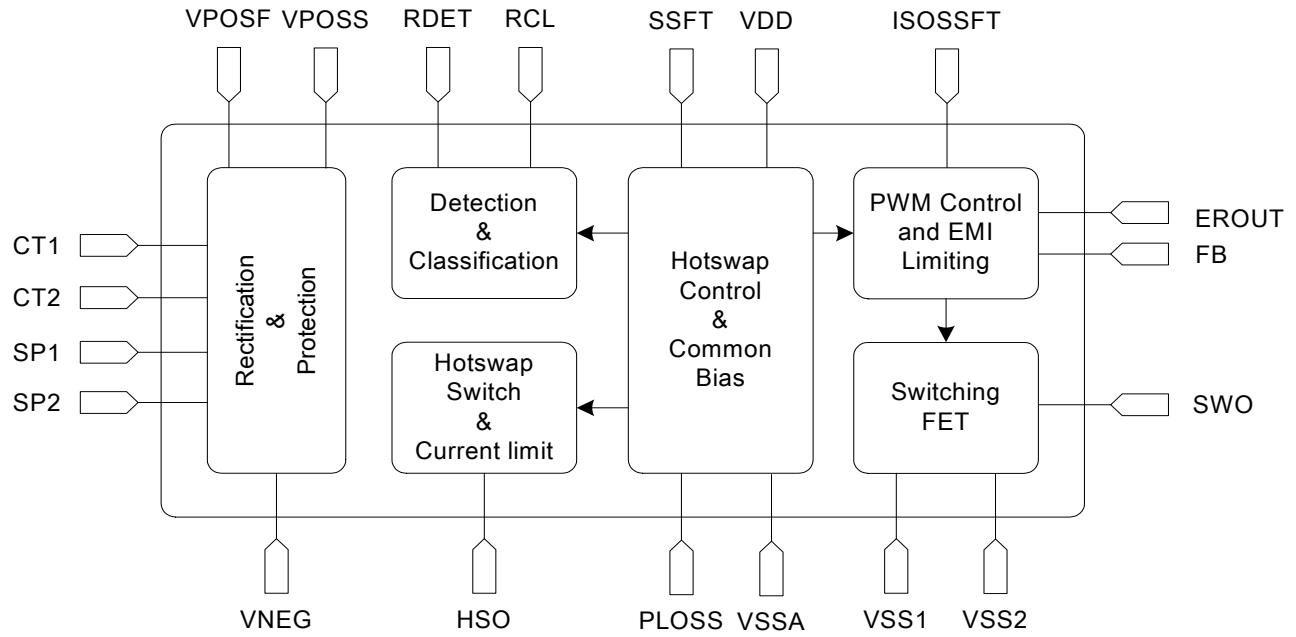 VPOSF
VPOSS
RDET
RCL
SSFT
VDD
ISOSSFT
CT1
CT2
SP1
SP2
Rectification
&
Protection
Detection
&
Classification
Hotswap
Switch
&
Current limit
Hotswap
Control
&
Common
Bias
PWM Control
and EMI
Limiting
Switching
FET
EROUT
FB
SWO
VNEG
HSO
PLOSS
VSSA
VSS1
VSS2